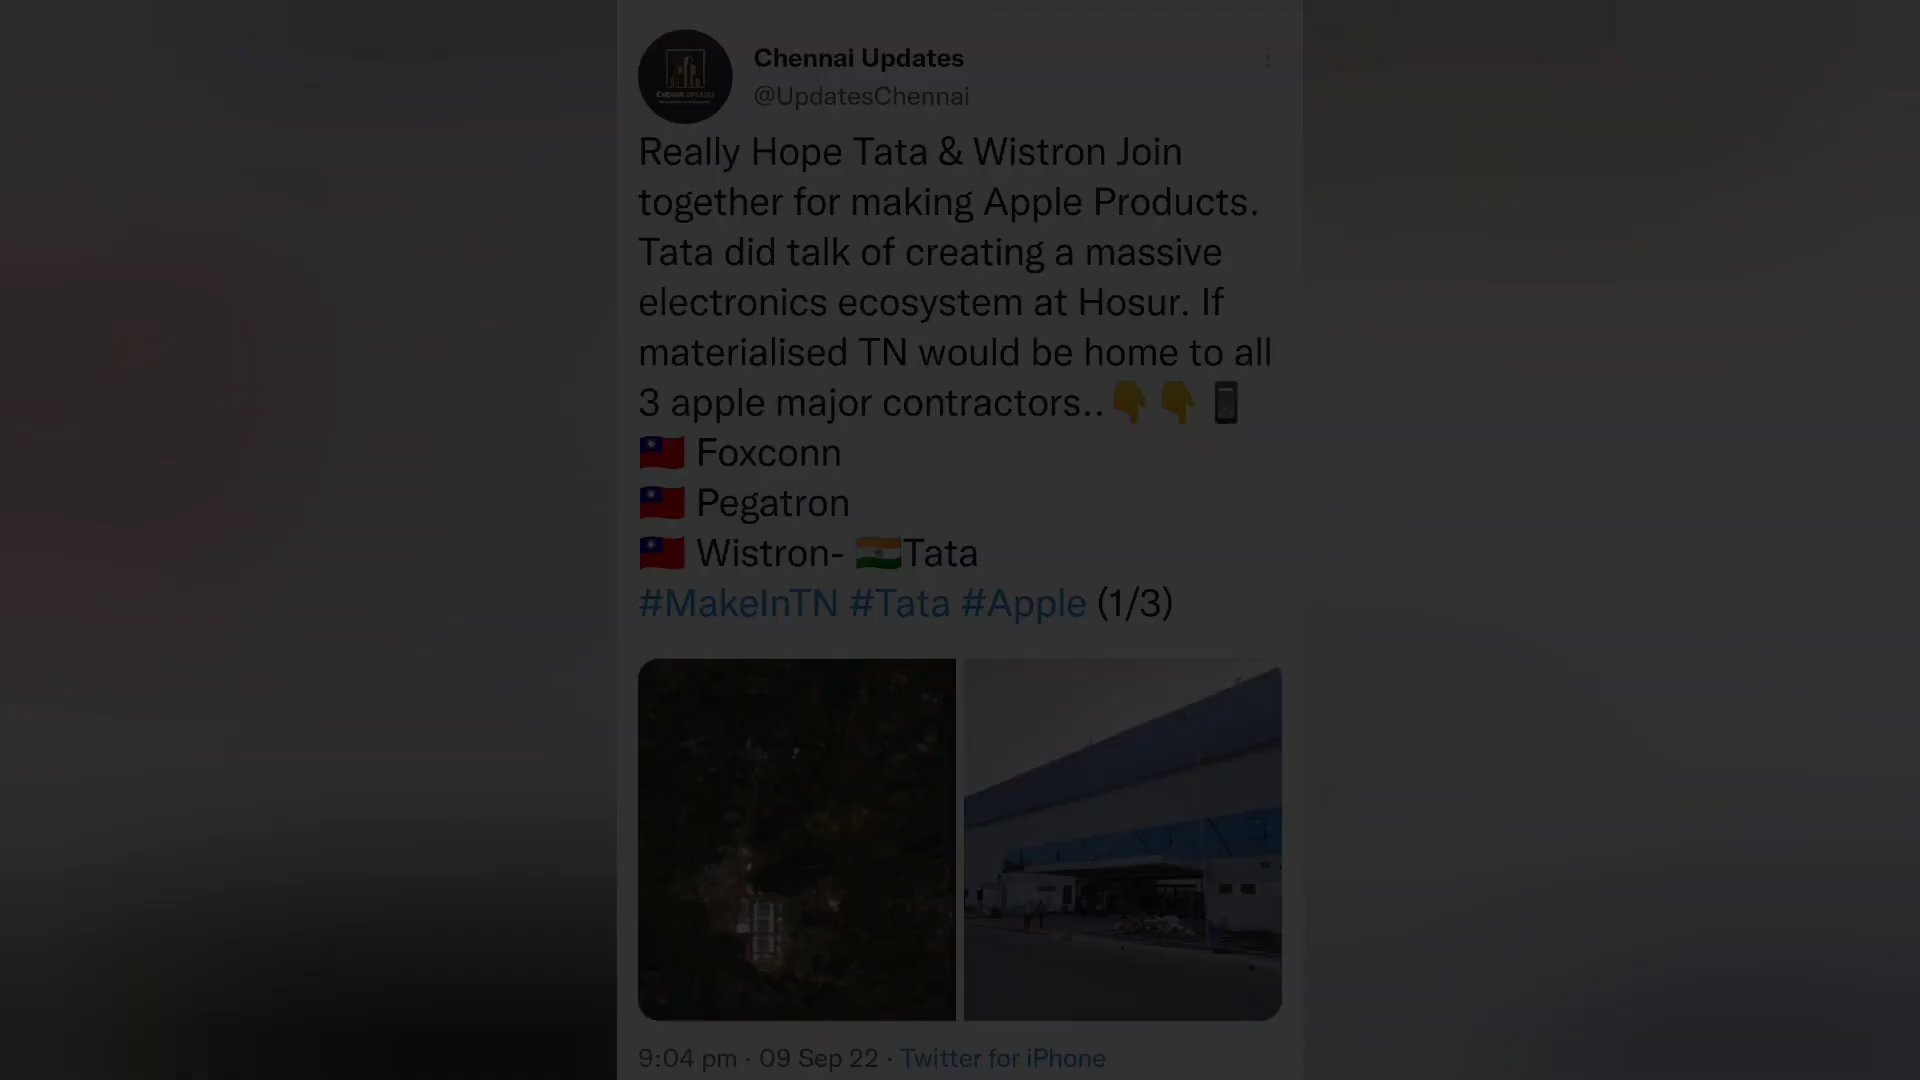 Chennai Updates
@UpdatesChennai
Really Hope Tata & Wistron Join
together for making Apple Products.
Tata did talk of creating a massive
electronics ecosystem at Hosur. If
materialised TN would be home to all
3 apple major contractors..👇👇📱
🇹🇼 Foxconn
🇹🇼 Pegatron
🇹🇼 Wistron- 🇮🇳Tata
#MakeInTN #Tata #Apple (1/3)
9:04 pm · 09 Sep 22 · Twitter for iPhone